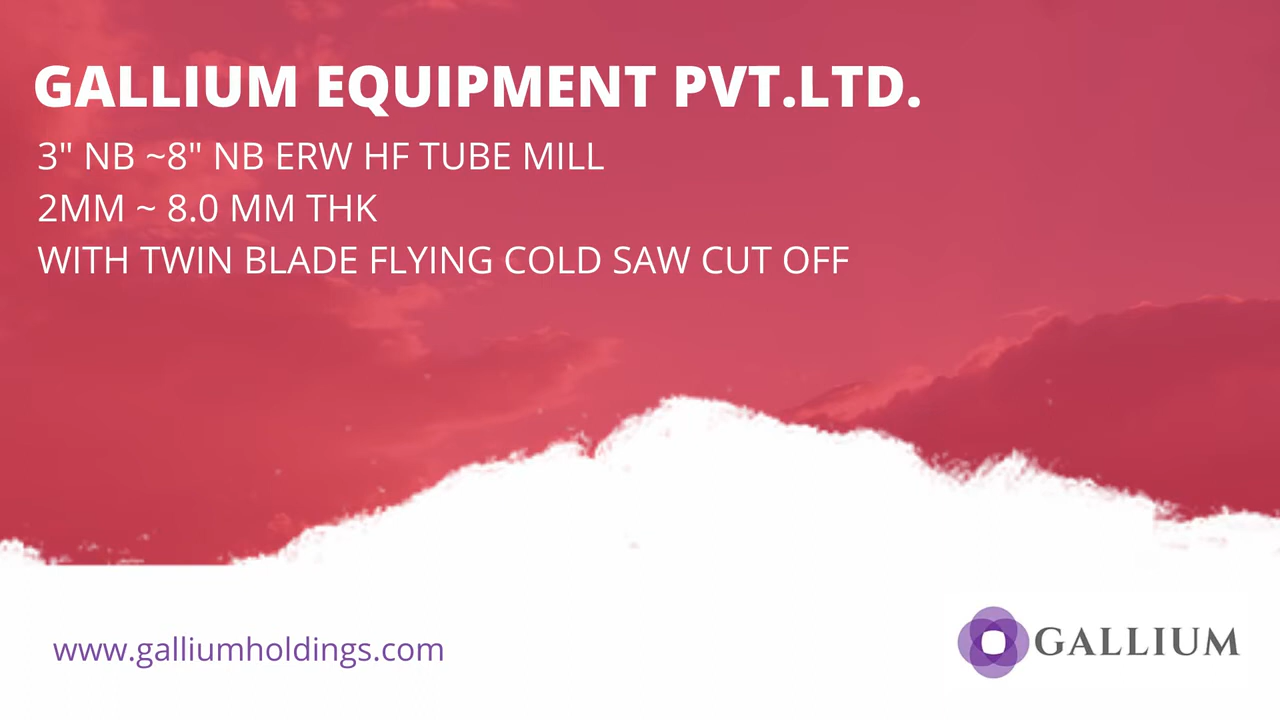 GALLIUM EQUIPMENT PVT.LTD.
3" NB ~8" NB ERW HF TUBE MILL
2MM ~ 8.0 MM THK
WITH TWIN BLADE FLYING COLD SAW CUT OFF
www.galliumholdings.com
GALLIUM